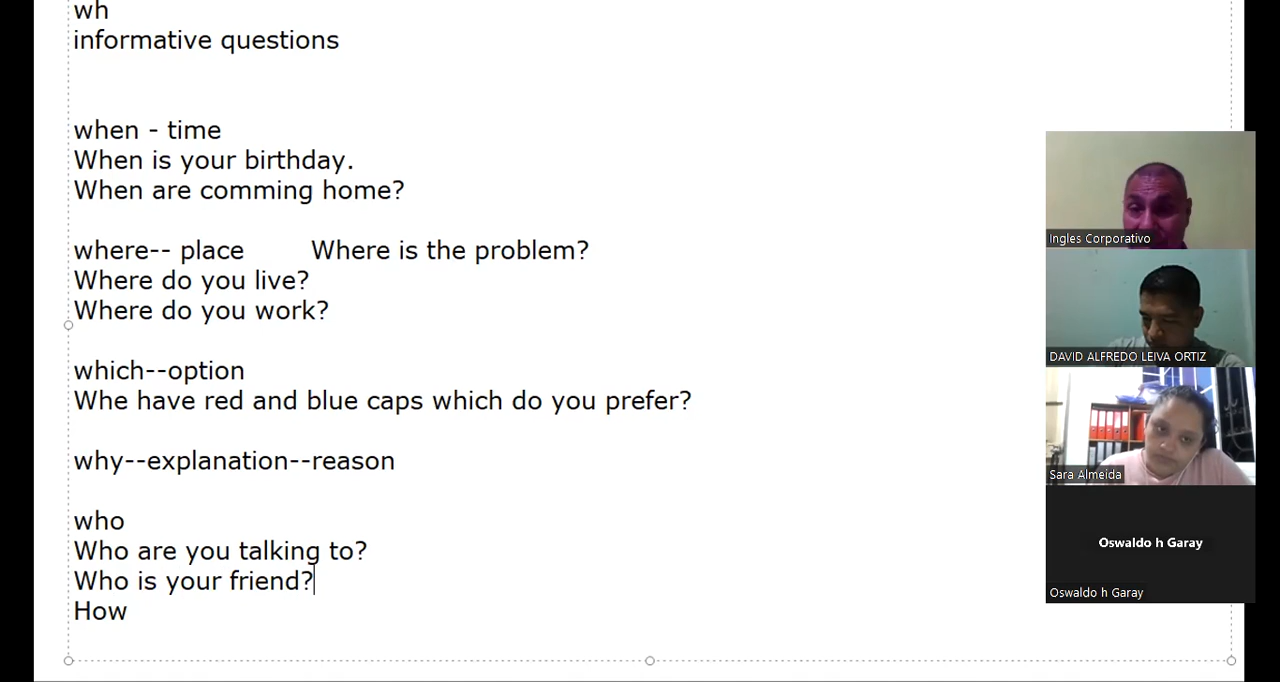 wh
informative questions
when - time
When is your birthday.
When are comming home?
where-- place Where is the problem?
Where do you live?
Where do you work?
which--option
Whe have red and blue caps which do you prefer?
why--explanation--reason
who
Who are you talking to?
Who is your friend?
How
Ingles Corporativo
DAVID ALFREDO LEIVA ORTIZ
Sara Almeida
Oswaldo h Garay
Oswaldo h Garay